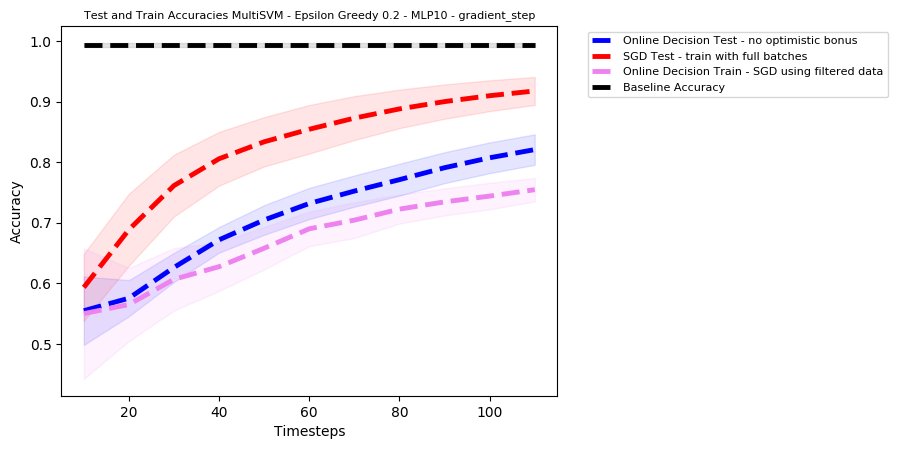 Test and Train Accuracies MultiSVM - Epsilon Greedy 0.2 - MLP10 - gradient_step
1.0
0.9
0.8
0.7
0.6
0.5
Accuracy
20
40
60
80
100
Timesteps
Online Decision Test - no optimistic bonus
SGD Test - train with full batches
Online Decision Train - SGD using filtered data
Baseline Accuracy